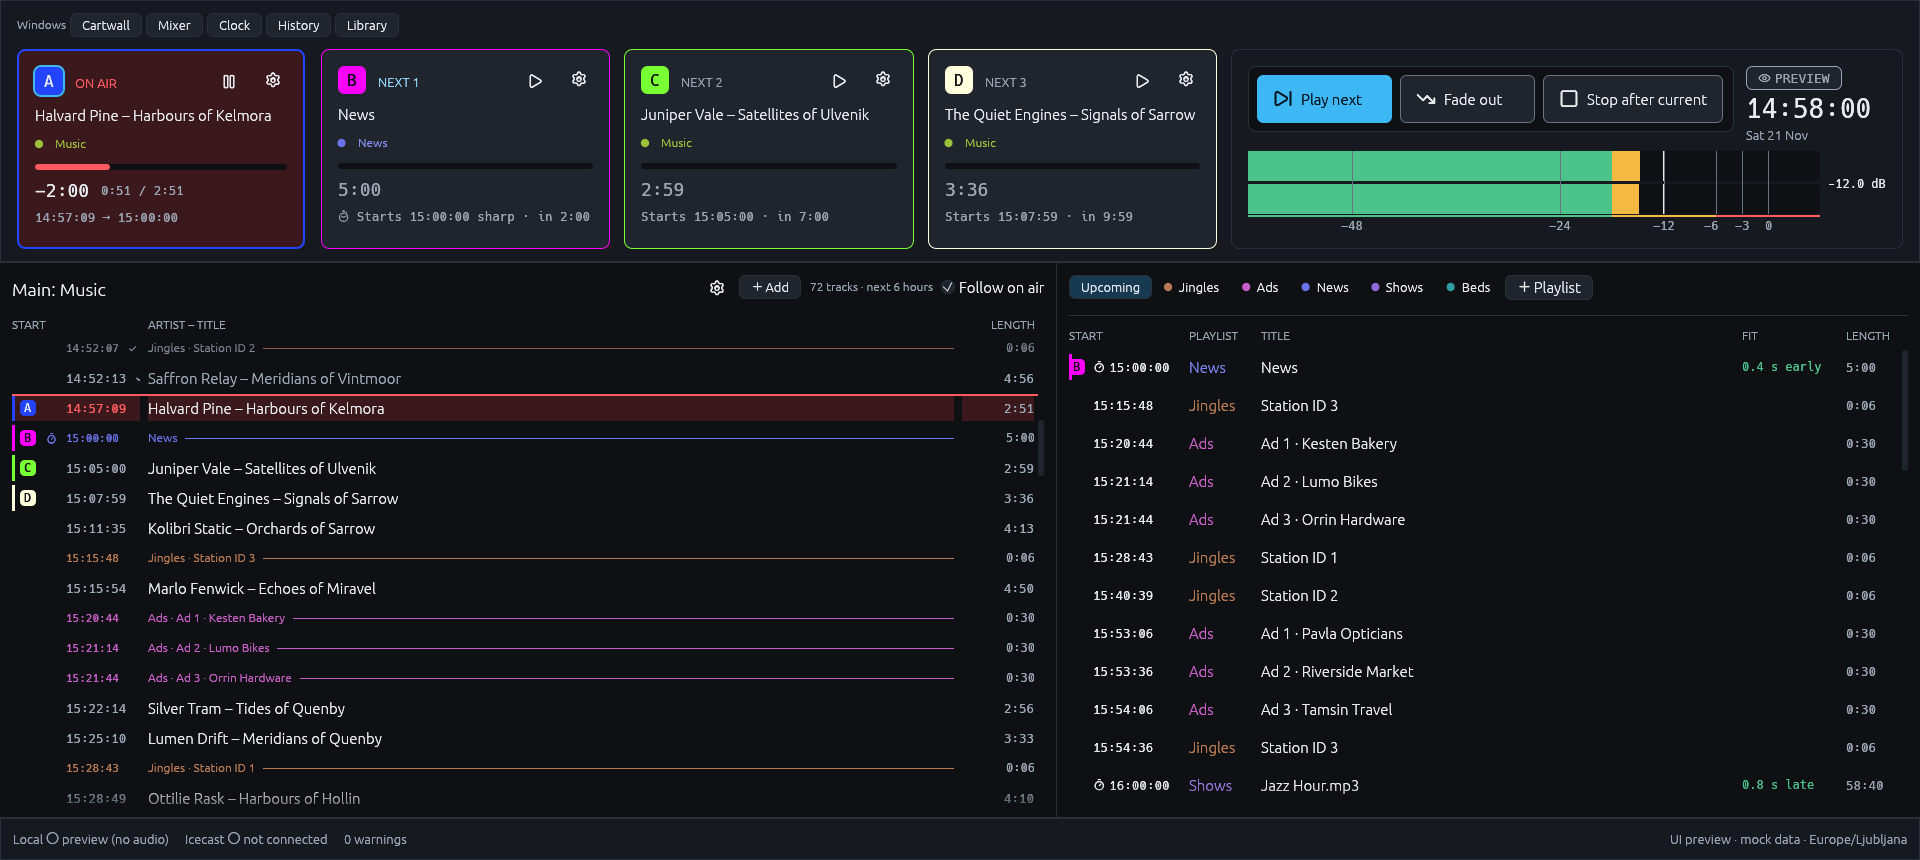 Windows Cartwall Mixer Clock History Library
A ON AIR
Halvard Pine – Harbours of Kelmora
Music
−2:00 0:51 / 2:51
14:57:09 → 15:00:00
B NEXT 1
News
News
5:00
Starts 15:00:00 sharp · in 2:00
C NEXT 2
Juniper Vale – Satellites of Ulvenik
Music
2:59
Starts 15:05:00 · in 7:00
D NEXT 3
The Quiet Engines – Signals of Sarrow
Music
3:36
Starts 15:07:59 · in 9:59
Play next Fade out Stop after current
PREVIEW
14:58:00
Sat 21 Nov
-12.0 dB
−48 −24 −12 −6 −3 0
Main: Music + Add 72 tracks · next 6 hours Follow on air
START ARTIST – TITLE LENGTH
14:52:07 Jingles · Station ID 2 0:06
14:52:13 Saffron Relay – Meridians of Vintmoor 4:56
A 14:57:09 Halvard Pine – Harbours of Kelmora 2:51
B 15:00:00 News 5:00
C 15:05:00 Juniper Vale – Satellites of Ulvenik 2:59
D 15:07:59 The Quiet Engines – Signals of Sarrow 3:36
15:11:35 Kolibri Static – Orchards of Sarrow 4:13
15:15:48 Jingles · Station ID 3 0:06
15:15:54 Marlo Fenwick – Echoes of Miravel 4:50
15:20:44 Ads · Ad 1 · Kesten Bakery 0:30
15:21:14 Ads · Ad 2 · Lumo Bikes 0:30
15:21:44 Ads · Ad 3 · Orrin Hardware 0:30
15:22:14 Silver Tram – Tides of Quenby 2:56
15:25:10 Lumen Drift – Meridians of Quenby 3:33
15:28:43 Jingles · Station ID 1 0:06
15:28:49 Ottilie Rask – Harbours of Hollin 4:10
Upcoming Jingles Ads News Shows Beds + Playlist
START PLAYLIST TITLE FIT LENGTH
B 15:00:00 News News 0.4 s early 5:00
15:15:48 Jingles Station ID 3 0:06
15:20:44 Ads Ad 1 · Kesten Bakery 0:30
15:21:14 Ads Ad 2 · Lumo Bikes 0:30
15:21:44 Ads Ad 3 · Orrin Hardware 0:30
15:28:43 Jingles Station ID 1 0:06
15:40:39 Jingles Station ID 2 0:06
15:53:06 Ads Ad 1 · Pavla Opticians 0:30
15:53:36 Ads Ad 2 · Riverside Market 0:30
15:54:06 Ads Ad 3 · Tamsin Travel 0:30
15:54:36 Jingles Station ID 3 0:06
16:00:00 Shows Jazz Hour.mp3 0.8 s late 58:40
Local preview (no audio) Icecast not connected 0 warnings
UI preview · mock data · Europe/Ljubljana